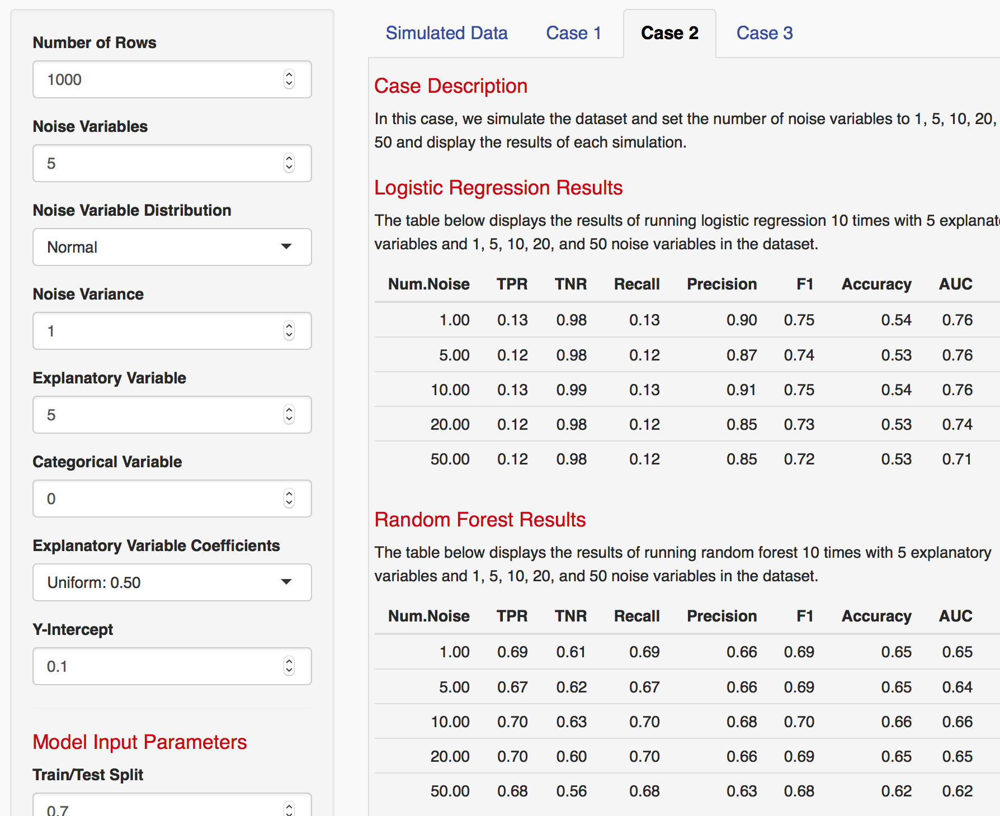 Number of Rows
1000
Noise Variables
5
Noise Variable Distribution
Normal
Noise Variance
1
Explanatory Variable
5
Categorical Variable
0
Explanatory Variable Coefficients
Uniform: 0.50
Y-Intercept
0.1
Model Input Parameters
Train/Test Split
0.7
Simulated Data Case 1 Case 2 Case 3
Case Description
In this case, we simulate the dataset and set the number of noise variables to 1, 5, 10, 20,
50 and display the results of each simulation.
Logistic Regression Results
The table below displays the results of running logistic regression 10 times with 5
variables and 1, 5, 10, 20, and 50 noise variables in the dataset.
Num.Noise TPR TNR Recall Precision F1 Accuracy AUC
1.00 0.13 0.98 0.13 0.90 0.75 0.54 0.76
5.00 0.12 0.98 0.12 0.87 0.74 0.53 0.76
10.00 0.13 0.99 0.13 0.91 0.75 0.54 0.76
20.00 0.12 0.98 0.12 0.85 0.73 0.53 0.74
50.00 0.12 0.98 0.12 0.85 0.72 0.53 0.71
Random Forest Results
The table below displays the results of running random forest 10 times with 5 explanatory
variables and 1, 5, 10, 20, and 50 noise variables in the dataset.
Num.Noise TPR TNR Recall Precision F1 Accuracy AUC
1.00 0.69 0.61 0.69 0.66 0.69 0.65 0.65
5.00 0.67 0.62 0.67 0.66 0.69 0.65 0.64
10.00 0.70 0.63 0.70 0.68 0.70 0.66 0.66
20.00 0.70 0.60 0.70 0.66 0.69 0.65 0.65
50.00 0.68 0.56 0.68 0.63 0.68 0.62 0.62